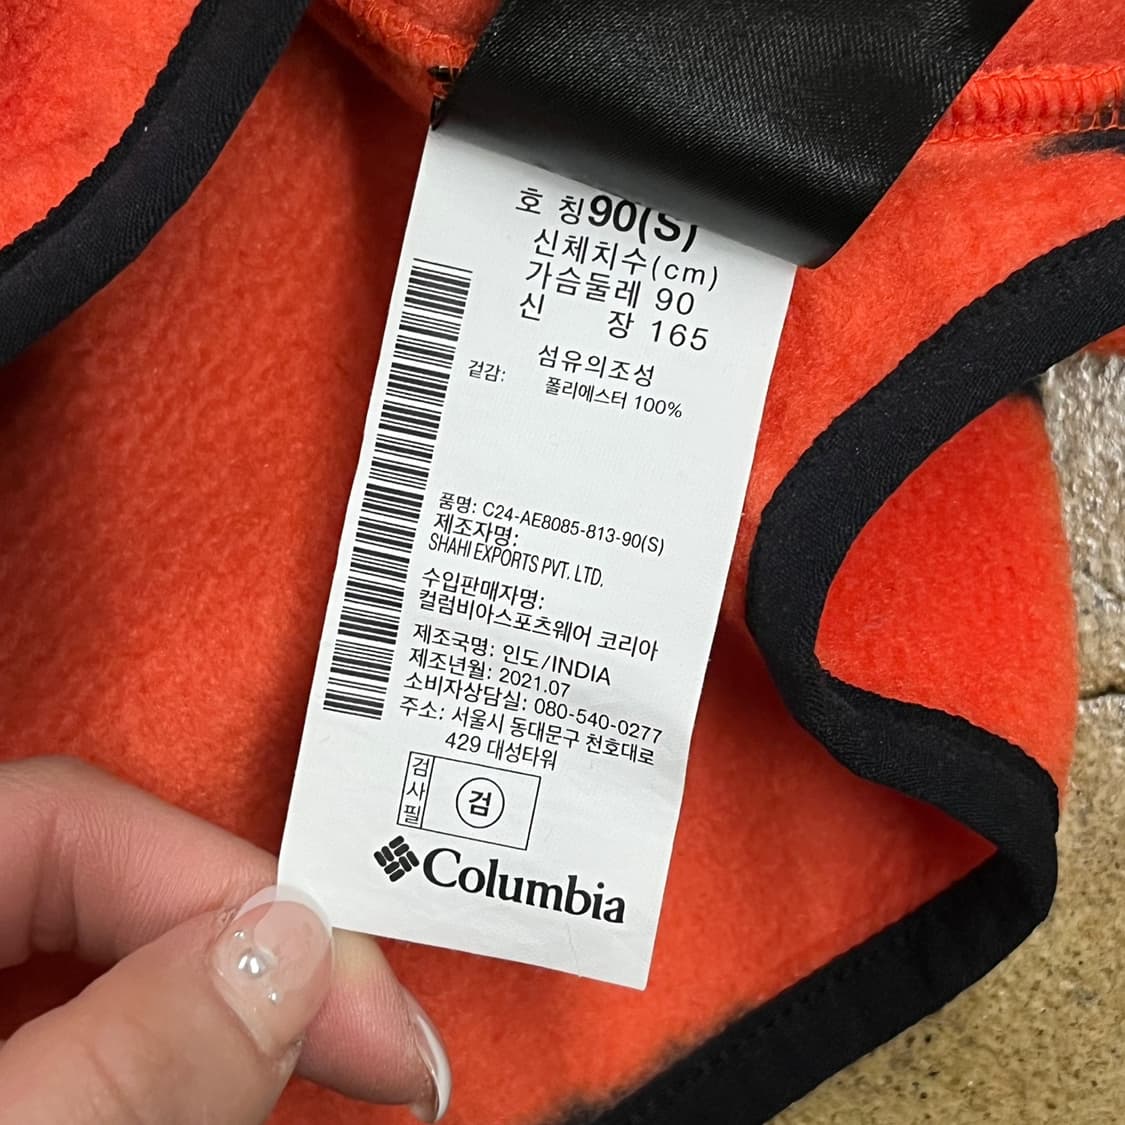 호 칭 90(S)
신체치수(cm)
가슴둘레 90
신 장 165
섬유의조성
겉감: 폴리에스터 100%
품명: C24-AE8085-813-90(S)
제조자명:
SHAHI EXPORTS PVT. LTD.
수입판매자명:
컬럼비아스포츠웨어 코리아
제조국명: 인도/INDIA
제조년월: 2021.07
소비자상담실: 080-540-0277
주소: 서울시 동대문구 천호대로
429 대성타워
검사필
검
Columbia